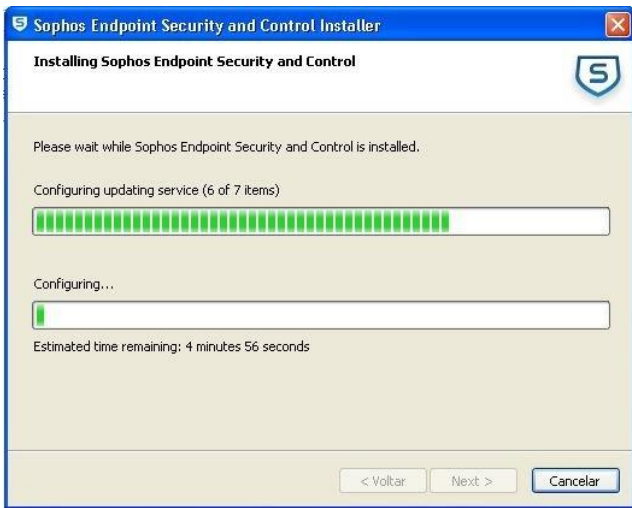 Sophos Endpoint Security and Control Installer
Installing Sophos Endpoint Security and Control
S
Please wait while Sophos Endpoint Security and Control is installed.
Configuring updating service (6 of 7 items)
Configuring...
Estimated time remaining: 4 minutes 56 seconds
< Voltar Next > Cancelar